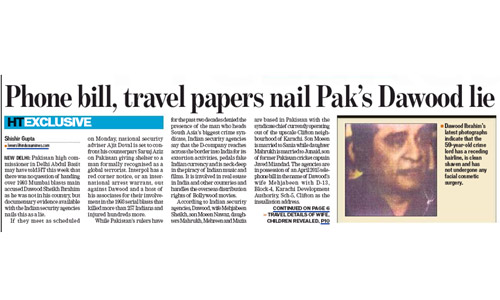 Phone bill, travel papers nail Pak's Dawood lie
HT EXCLUSIVE
Shishir Gupta
letters@hindustantimes.com
NEW DELHI: Pakistan high com-
missioner in Delhi Abdul Basit
may have told HT this week that
there was no question of handing
over 1993 Mumbai blasts main
accused Dawood Ibrahim
as he was not in his country, but
documentary evidence available
with the Indian security agencies
nails this as a lie.
If they meet as scheduled
on Monday, national security
adviser Ajit Doval is set to con-
front his counterpart Sartaj Aziz
on Pakistan giving shelter to a
man formally recognised as a
global terrorist. Interpol has a
red corner notice, or an inter-
national arrest warrant, out
against Dawood and a host of
his associates for their involve-
ment in the 1993 serial blasts that
killed more than 257 Indians and
injured hundreds more.
While Pakistan's rulers have
for the past two decades denied the
presence of the man who heads
South Asia's biggest crime syn-
dicate, Indian security agencies
say that the D-company reaches
across the border into India for its
extortion activities, pedals fake
Indian currency, and is neck-deep
in the piracy of Indian music and
films. It is involved in real estate
in India and other countries and
handles the overseas distribution
rights of Bollywood movies.
According to Indian security
agencies, Dawood, wife Mehjabeen
Shaikh, son Moeen Nawaz, daugh-
ters Mahrukh, Mehreen and Mazia
are based in Pakistan with the
syndicate chief currently operating
out of the upscale Clifton neigh-
bourhood of Karachi. Son Moeen
is married to Sania while daughter
Mahrukh is married to Junaid, son
of former Pakistan cricket captain
Javed Miandad. The agencies are
in possession of an April 2015 tele-
phone bill in the name of Dawood's
wife Mehjabeen with D-13,
Block-4, Karachi Development
Authority, Sch-5, Clifton as the
installation address.
CONTINUED ON PAGE 6
» TRAVEL DETAILS OF WIFE,
CHILDREN REVEALED, P10
Dawood Ibrahim's
latest photographs
indicate that the
59-year-old crime
lord has a receding
hairline, is clean
shaven and has
not undergone any
facial cosmetic
surgery.